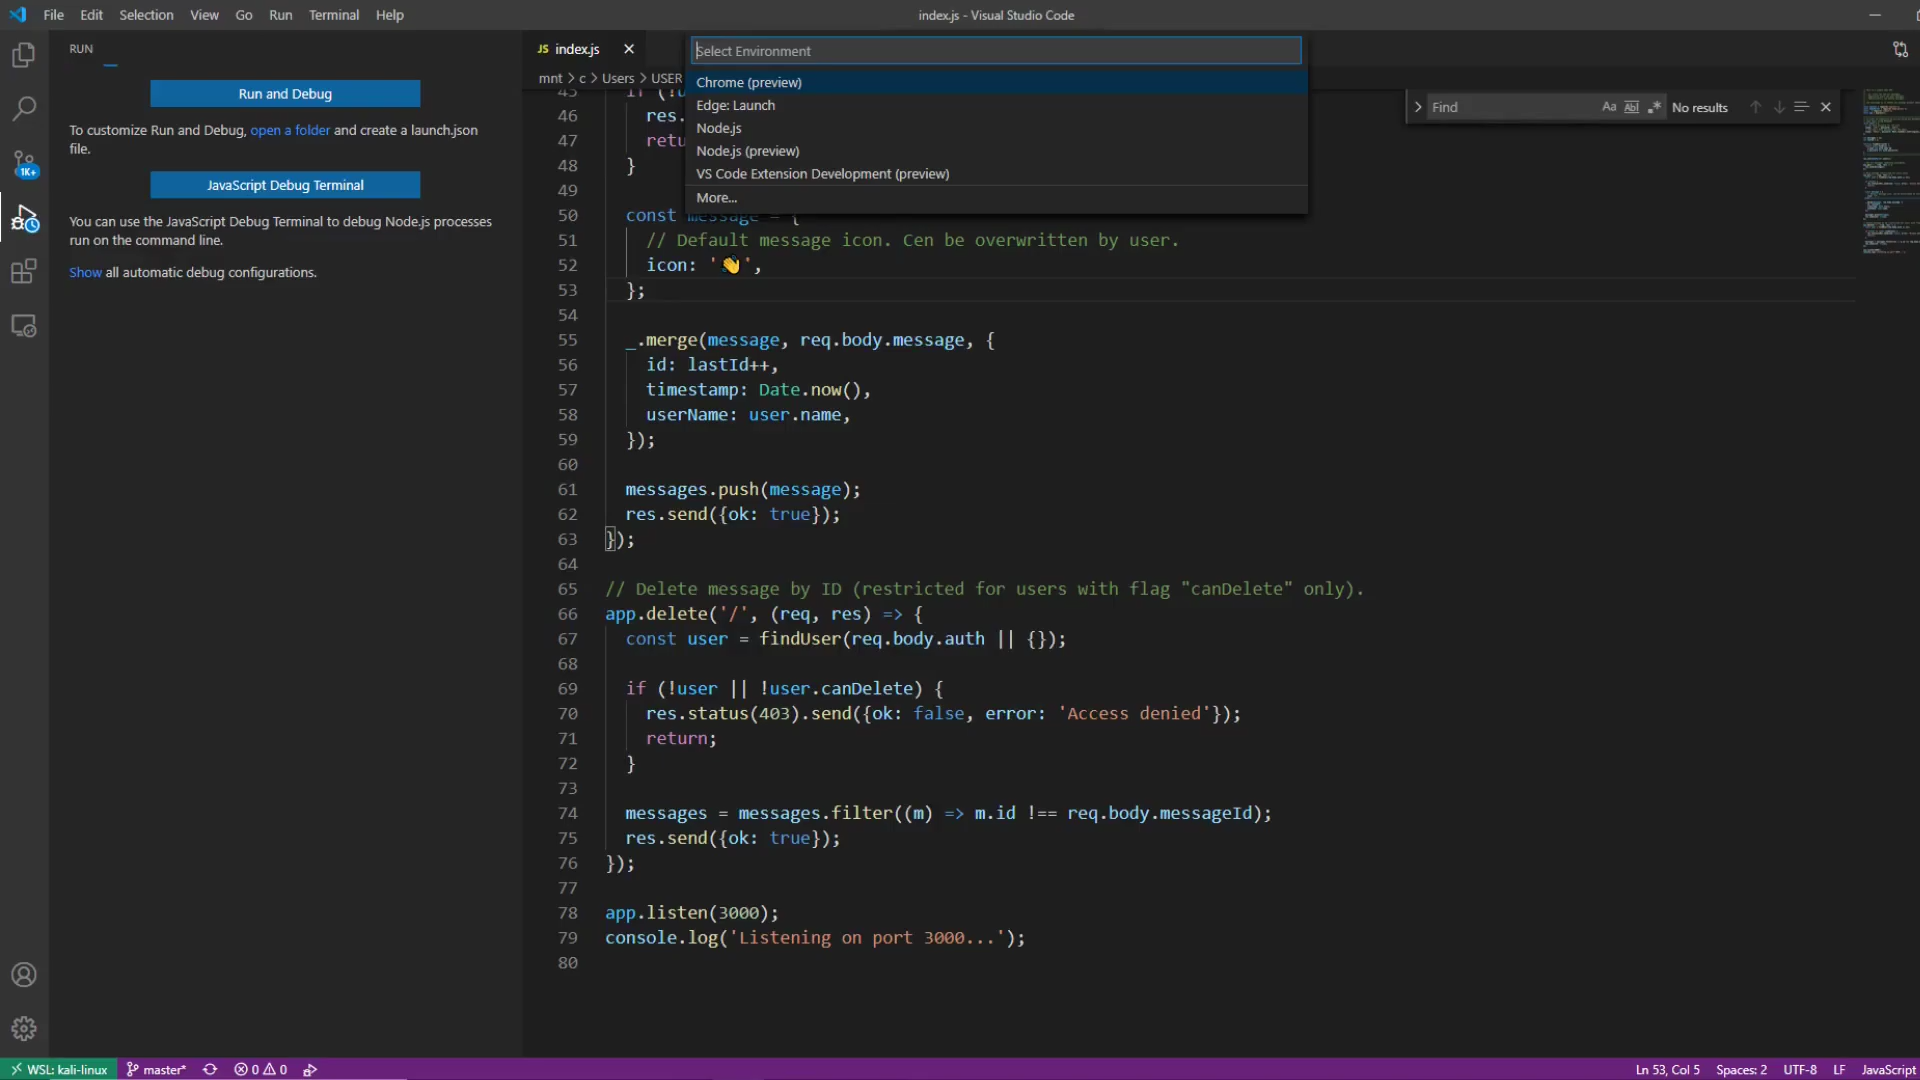 File Edit Selection View Go Run Terminal Help
index.js - Visual Studio Code
RUN
Run and Debug
To customize Run and Debug, open a folder and create a launch.json
file.
JavaScript Debug Terminal
You can use the JavaScript Debug Terminal to debug Node.js processes
run on the command line.
Show all automatic debug configurations.
1K+
JS index.js
mnt > c > Users > USER
Select Environment
Chrome (preview)
Edge: Launch
Node.js
Node.js (preview)
VS Code Extension Development (preview)
More...
Find Aa Abl .* No results
45 if (!u
46 res.
47 retu
48 }
49
50 const message = {
51 // Default message icon. Cen be overwritten by user.
52 icon: '👋',
53 };
54
55 _.merge(message, req.body.message, {
56 id: lastId++,
57 timestamp: Date.now(),
58 userName: user.name,
59 });
60
61 messages.push(message);
62 res.send({ok: true});
63 });
64
65 // Delete message by ID (restricted for users with flag "canDelete" only).
66 app.delete('/', (req, res) => {
67 const user = findUser(req.body.auth || {});
68
69 if (!user || !user.canDelete) {
70 res.status(403).send({ok: false, error: 'Access denied'});
71 return;
72 }
73
74 messages = messages.filter((m) => m.id !== req.body.messageId);
75 res.send({ok: true});
76 });
77
78 app.listen(3000);
79 console.log('Listening on port 3000...');
80
WSL: kali-linux master* 0 0
Ln 53, Col 5 Spaces: 2 UTF-8 LF JavaScript